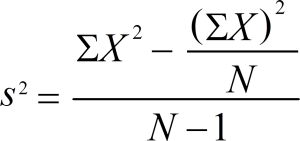 s² = (ΣX² − (ΣX)²/N) / (N − 1)